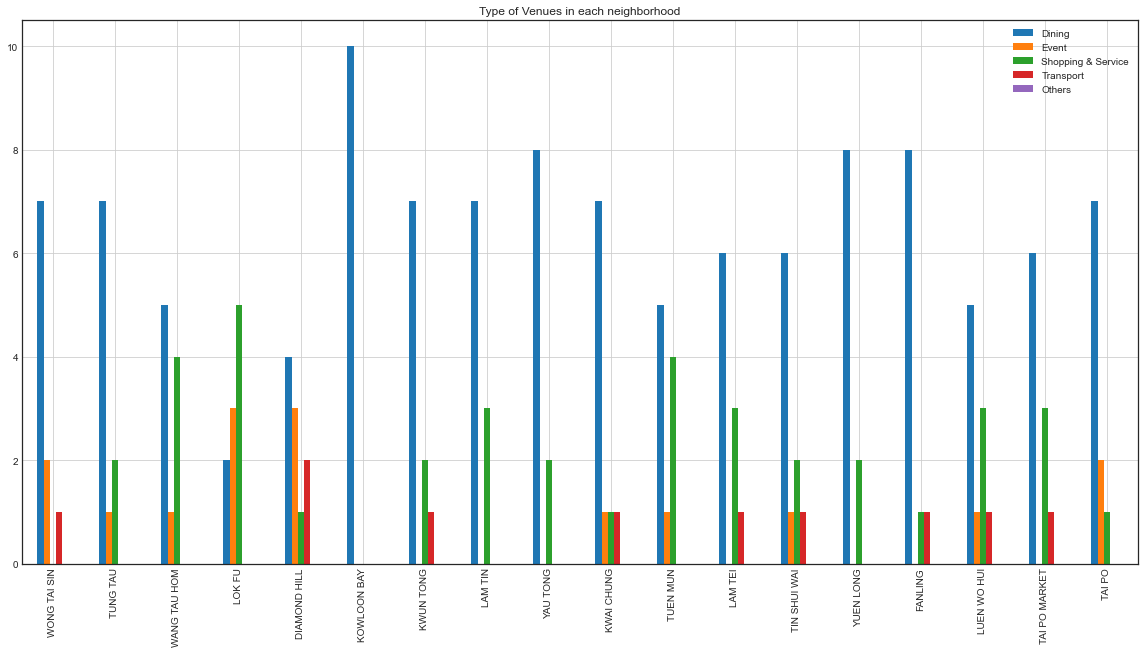 Type of Venues in each neighborhood
Dining
Event
Shopping & Service
Transport
Others
10
8
6
4
2
0
WONG TAI SIN
TUNG TAU
WANG TAU HOM
LOK FU
DIAMOND HILL
KOWLOON BAY
KWUN TONG
LAM TIN
YAU TONG
KWAI CHUNG
TUEN MUN
LAM TEI
TIN SHUI WAI
YUEN LONG
FANLING
LUEN WO HUI
TAI PO MARKET
TAI PO